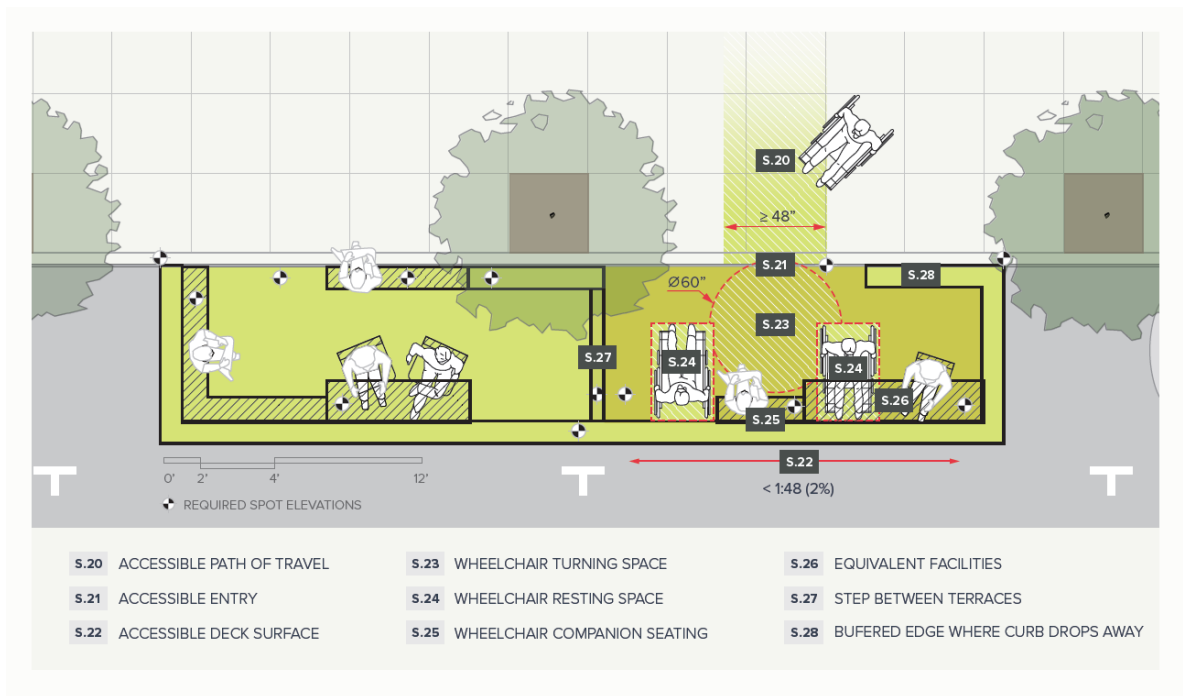 S.20
≥ 48”
S.21
S.28
Ø60”
S.23
S.27
S.24
S.24
S.26
S.25
S.22
0’ 2’ 4’ 12’
< 1:48 (2%)
REQUIRED SPOT ELEVATIONS
S.20 ACCESSIBLE PATH OF TRAVEL
S.21 ACCESSIBLE ENTRY
S.22 ACCESSIBLE DECK SURFACE
S.23 WHEELCHAIR TURNING SPACE
S.24 WHEELCHAIR RESTING SPACE
S.25 WHEELCHAIR COMPANION SEATING
S.26 EQUIVALENT FACILITIES
S.27 STEP BETWEEN TERRACES
S.28 BUFERED EDGE WHERE CURB DROPS AWAY